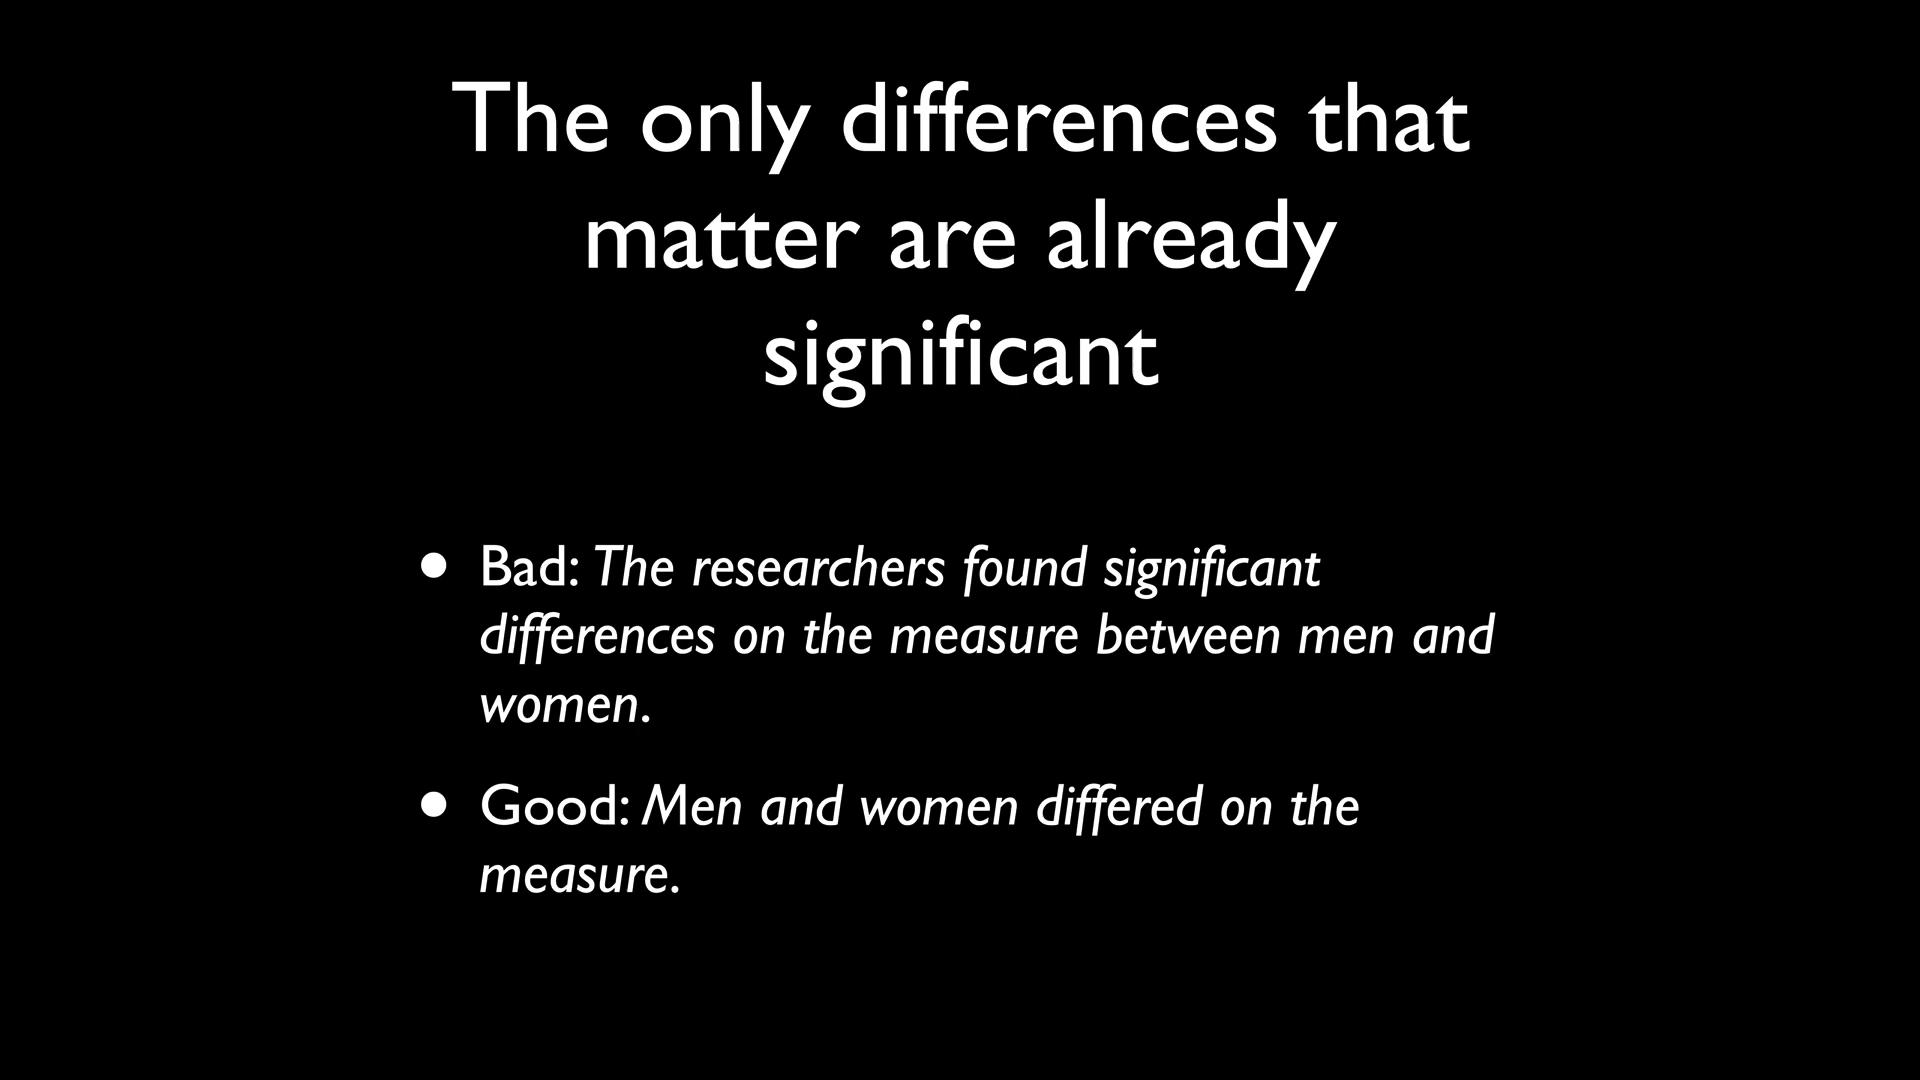 The only differences that
matter are already
significant
• Bad: The researchers found significant
differences on the measure between men and
women.
• Good: Men and women differed on the
measure.